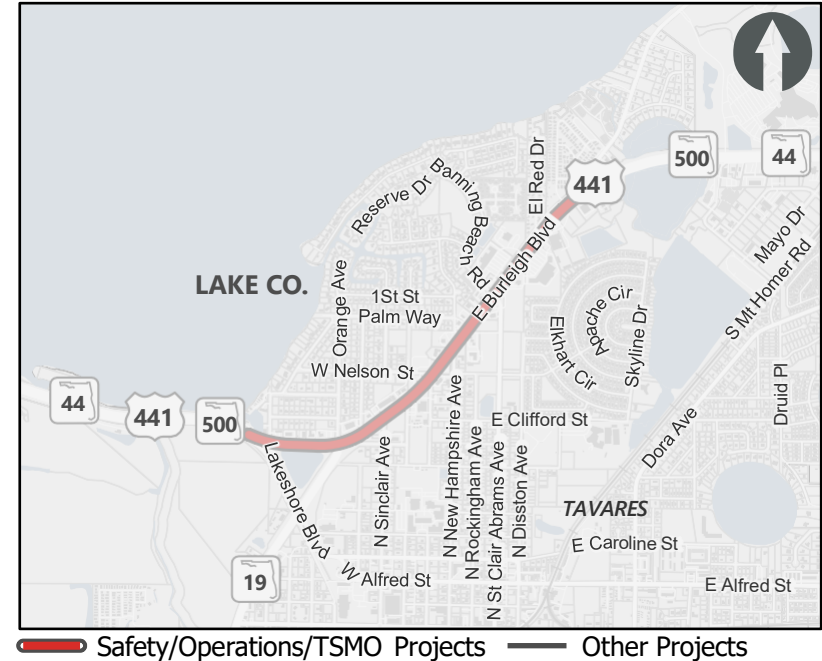 500
44
El Red Dr
441
Banning Beach Rd
Reserve Dr
Mayo Dr
E Burleigh Blvd
S Mt Homer Rd
LAKE CO.
Orange Ave
1St St
Palm Way
Apache Cir
Elkhart Cir
Skyline Dr
W Nelson St
Druid Pl
44
441
500
E Clifford St
Dora Ave
Lakeshore Blvd
N Sinclair Ave
N New Hampshire Ave
N Rockingham Ave
N St Clair Abrams Ave
N Disston Ave
TAVARES
E Caroline St
19
W Alfred St
E Alfred St
Safety/Operations/TSMO Projects
Other Projects